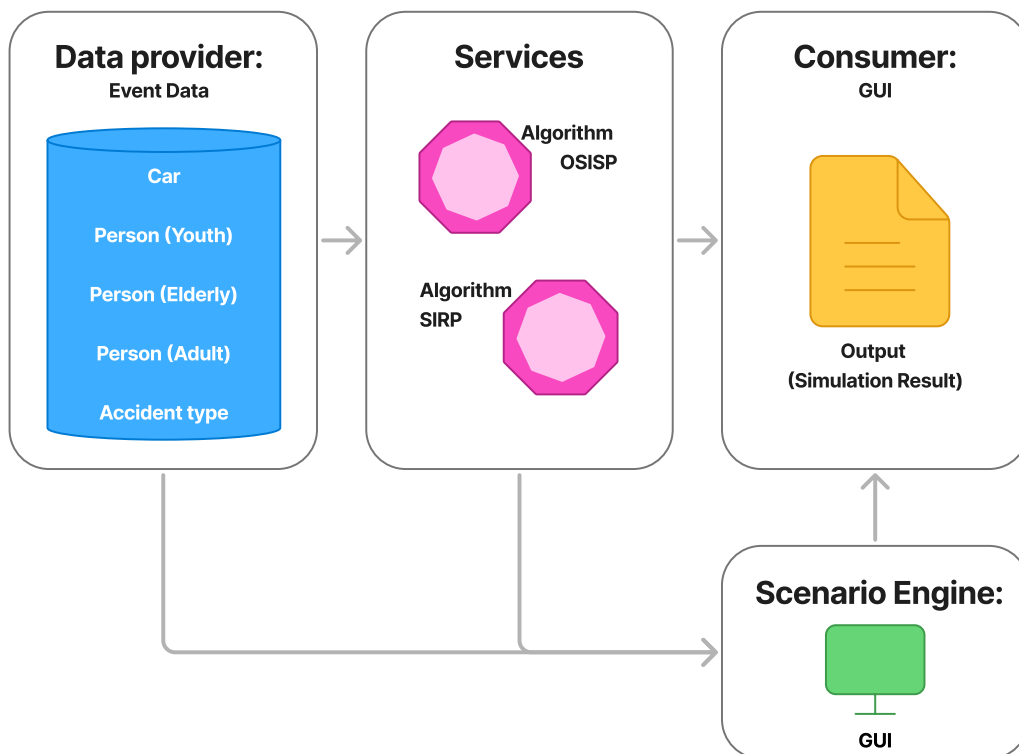 Data provider:
Event Data
Car
Person (Youth)
Person (Elderly)
Person (Adult)
Accident type
Services
Algorithm
OSISP
Algorithm
SIRP
Consumer:
GUI
Output
(Simulation Result)
Scenario Engine:
GUI